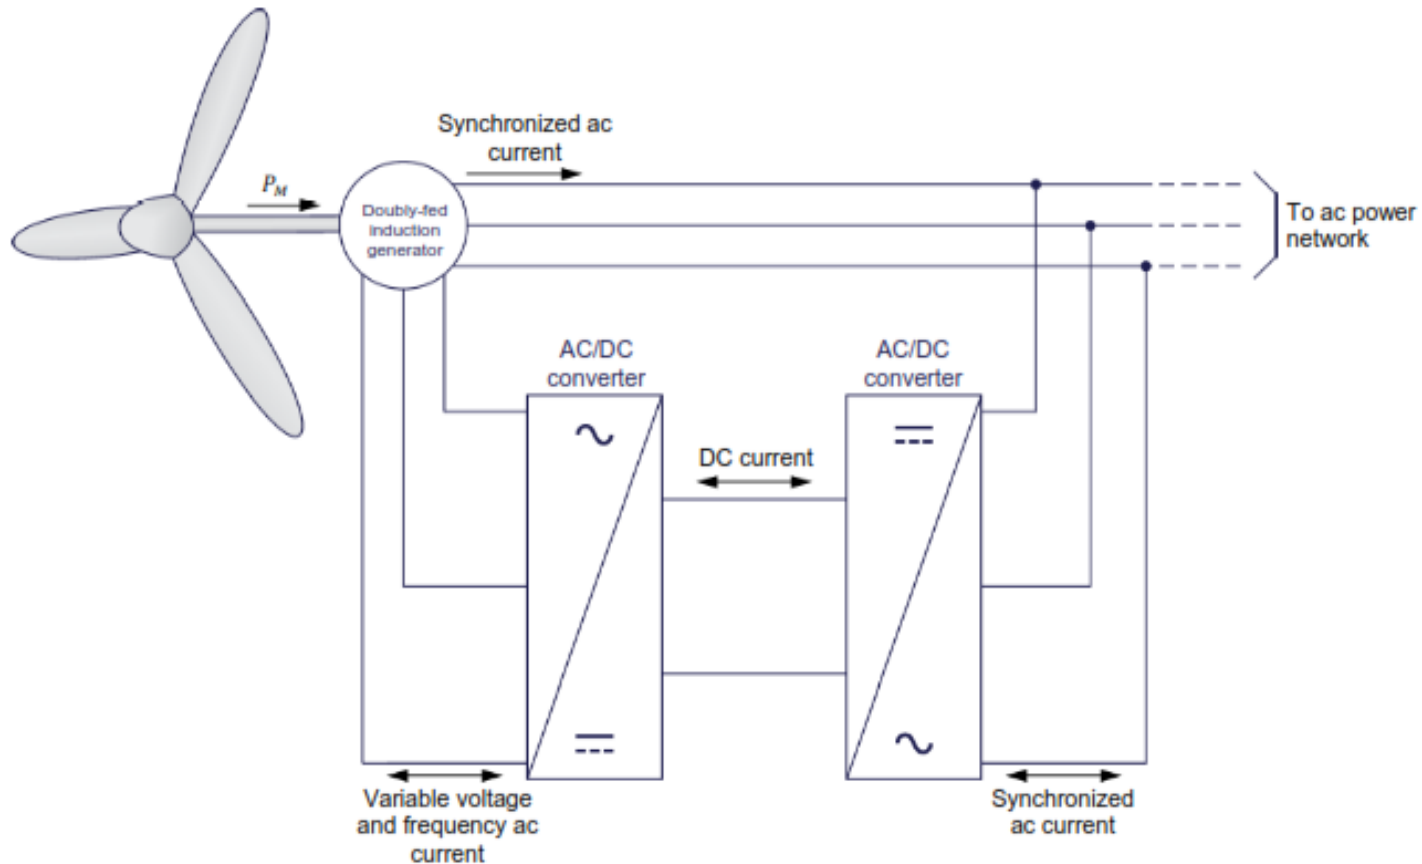 Synchronized ac
current
P_M
Doubly-fed
induction
generator
To ac power
network
AC/DC
converter
AC/DC
converter
DC current
Variable voltage
and frequency ac
current
Synchronized
ac current